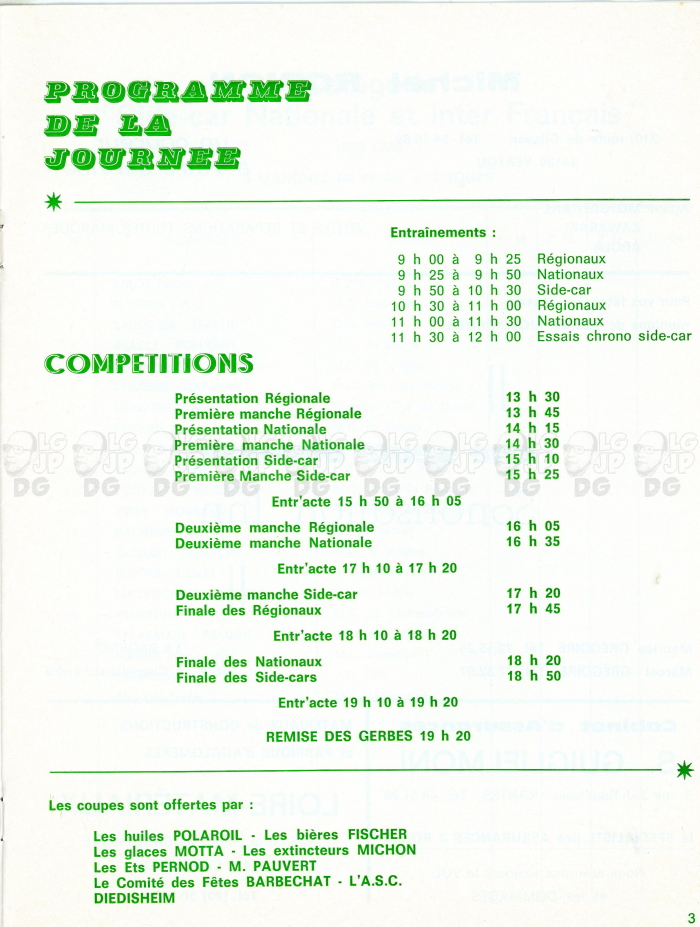 PROGRAMME
DE LA
JOURNEE
Entraînements :
9 h 00 à 9 h 25 Régionaux
9 h 25 à 9 h 50 Nationaux
9 h 50 à 10 h 30 Side-car
10 h 30 à 11 h 00 Régionaux
11 h 00 à 11 h 30 Nationaux
11 h 30 à 12 h 00 Essais chrono side-car
COMPETITIONS
Présentation Régionale 13 h 30
Première manche Régionale 13 h 45
Présentation Nationale 14 h 15
Première manche Nationale 14 h 30
Présentation Side-car 15 h 10
Première Manche Side-car 15 h 25
Entr'acte 15 h 50 à 16 h 05
Deuxième manche Régionale 16 h 05
Deuxième manche Nationale 16 h 35
Entr'acte 17 h 10 à 17 h 20
Deuxième manche Side-car 17 h 20
Finale des Régionaux 17 h 45
Entr'acte 18 h 10 à 18 h 20
Finale des Nationaux 18 h 20
Finale des Side-cars 18 h 50
Entr'acte 19 h 10 à 19 h 20
REMISE DES GERBES 19 h 20
Les coupes sont offertes par :
Les huiles POLAROIL - Les bières FISCHER
Les glaces MOTTA - Les extincteurs MICHON
Les Ets PERNOD - M. PAUVERT
Le Comité des Fêtes BARBECHAT - L'A.S.C.
DIEDISHEIM
3